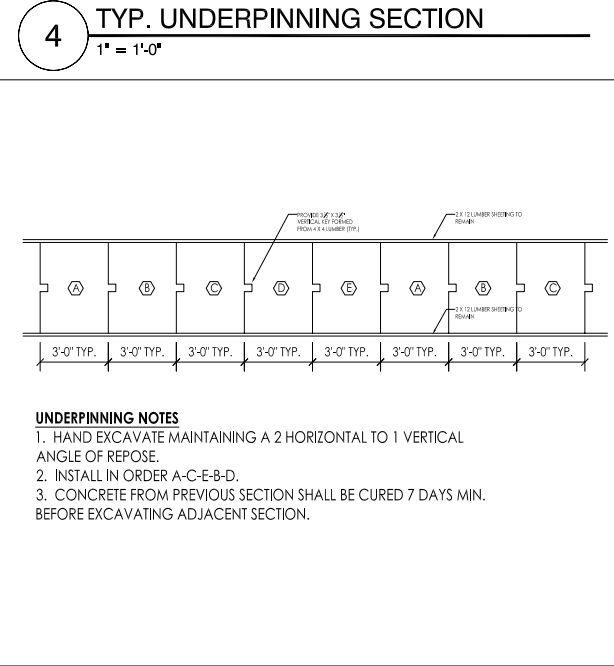 4
TYP. UNDERPINNING SECTION
1" = 1'-0"
PROVIDE 3½" X 3½"
VERTICAL KEY FORMED
FROM 4 X 4 LUMBER (TYP.)
2 X 12 LUMBER SHEETING TO
REMAIN
A B C D E A B C
2 X 12 LUMBER SHEETING TO
REMAIN
3'-0" TYP. 3'-0" TYP. 3'-0" TYP. 3'-0" TYP. 3'-0" TYP. 3'-0" TYP. 3'-0" TYP. 3'-0" TYP.
UNDERPINNING NOTES
1. HAND EXCAVATE MAINTAINING A 2 HORIZONTAL TO 1 VERTICAL
ANGLE OF REPOSE.
2. INSTALL IN ORDER A-C-E-B-D.
3. CONCRETE FROM PREVIOUS SECTION SHALL BE CURED 7 DAYS MIN.
BEFORE EXCAVATING ADJACENT SECTION.